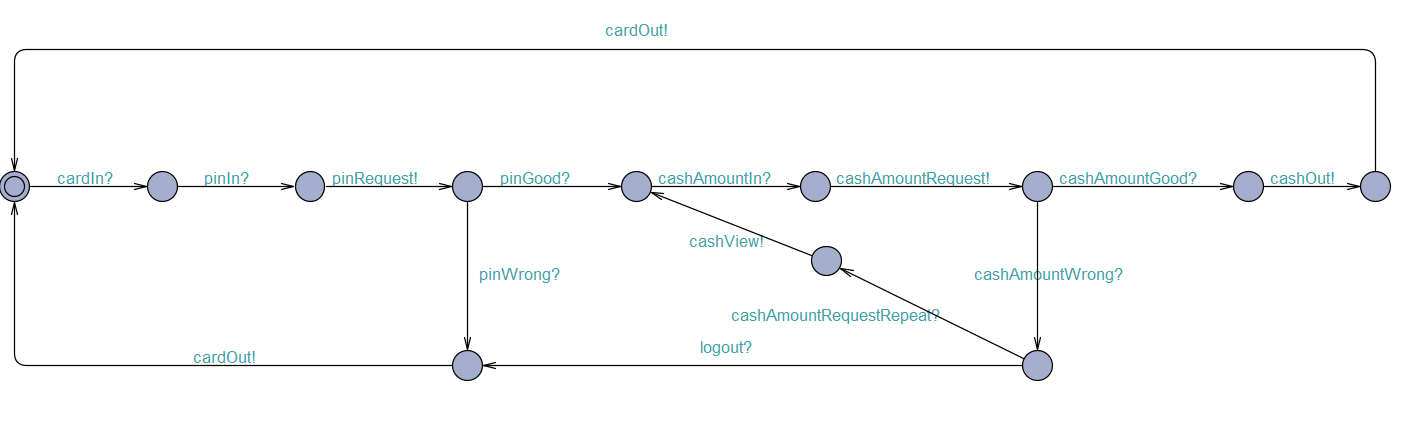 cardOut!
cardIn?
pinIn?
pinRequest!
pinGood?
cashAmountIn?
cashAmountRequest!
cashAmountGood?
cashOut!
cashView!
pinWrong?
cashAmountWrong?
cashAmountRequestRepeat?
logout?
cardOut!